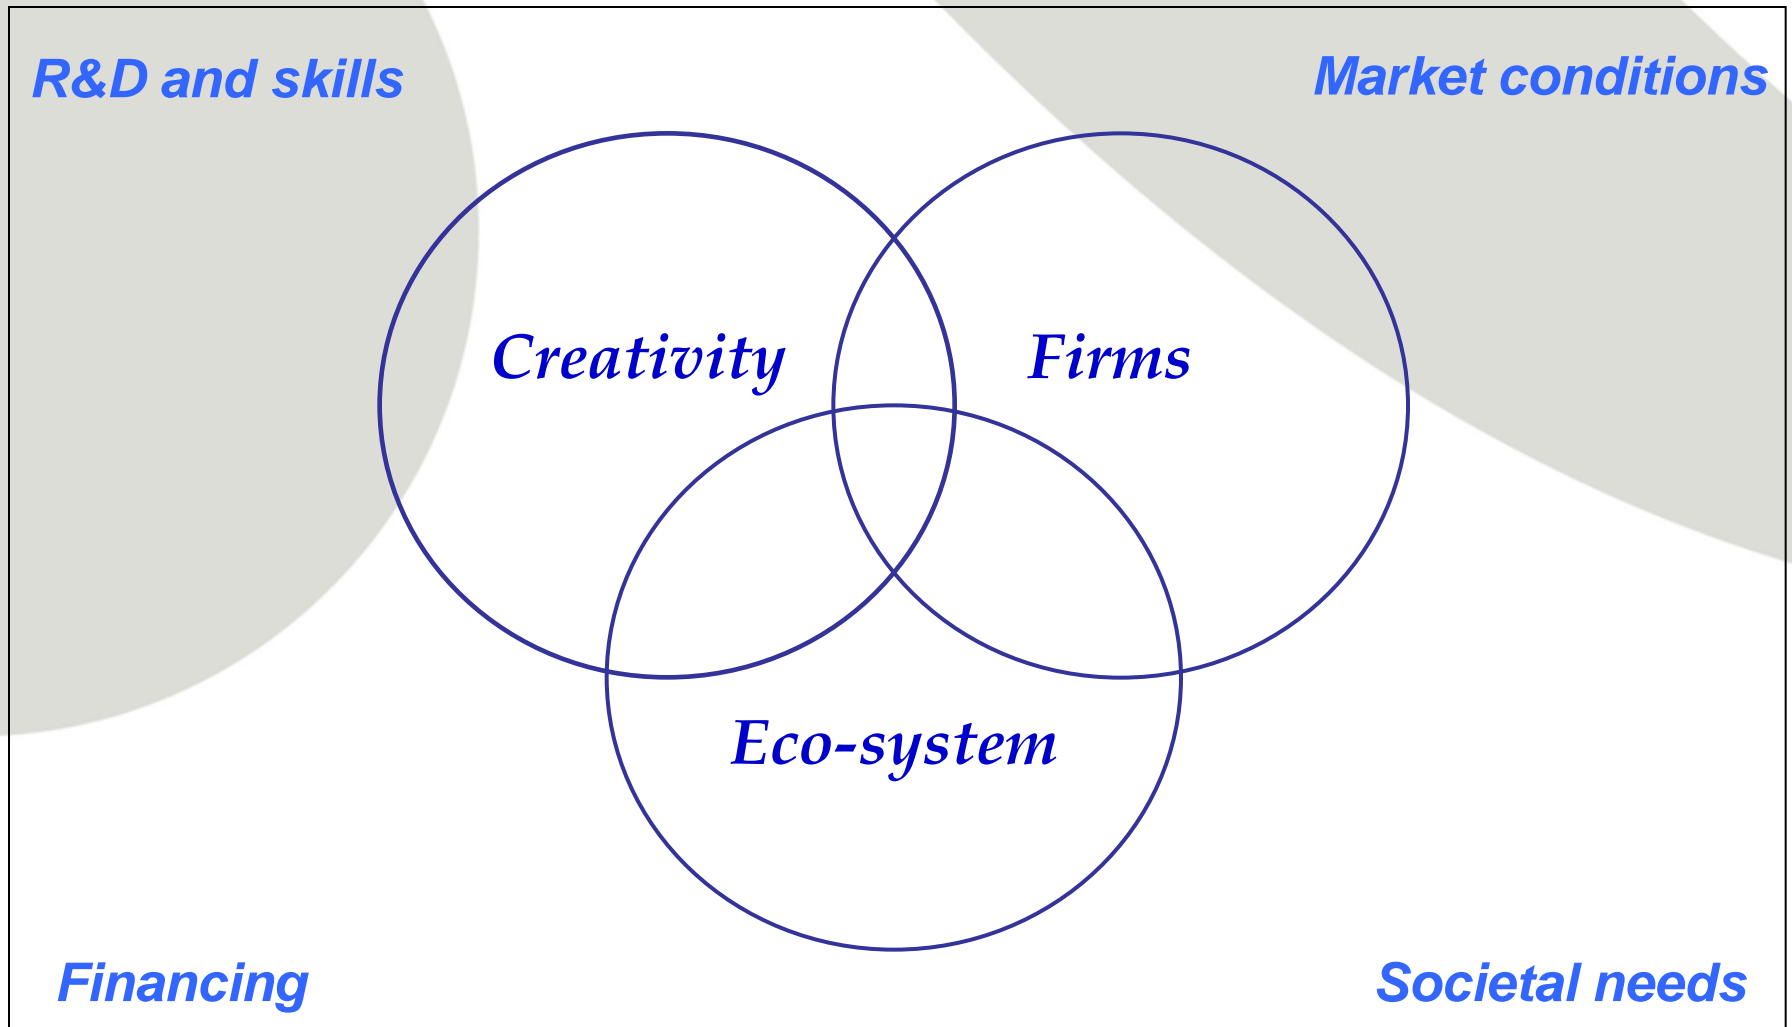 R&D and skills
Market conditions
Creativity
Firms
Eco-system
Financing
Societal needs